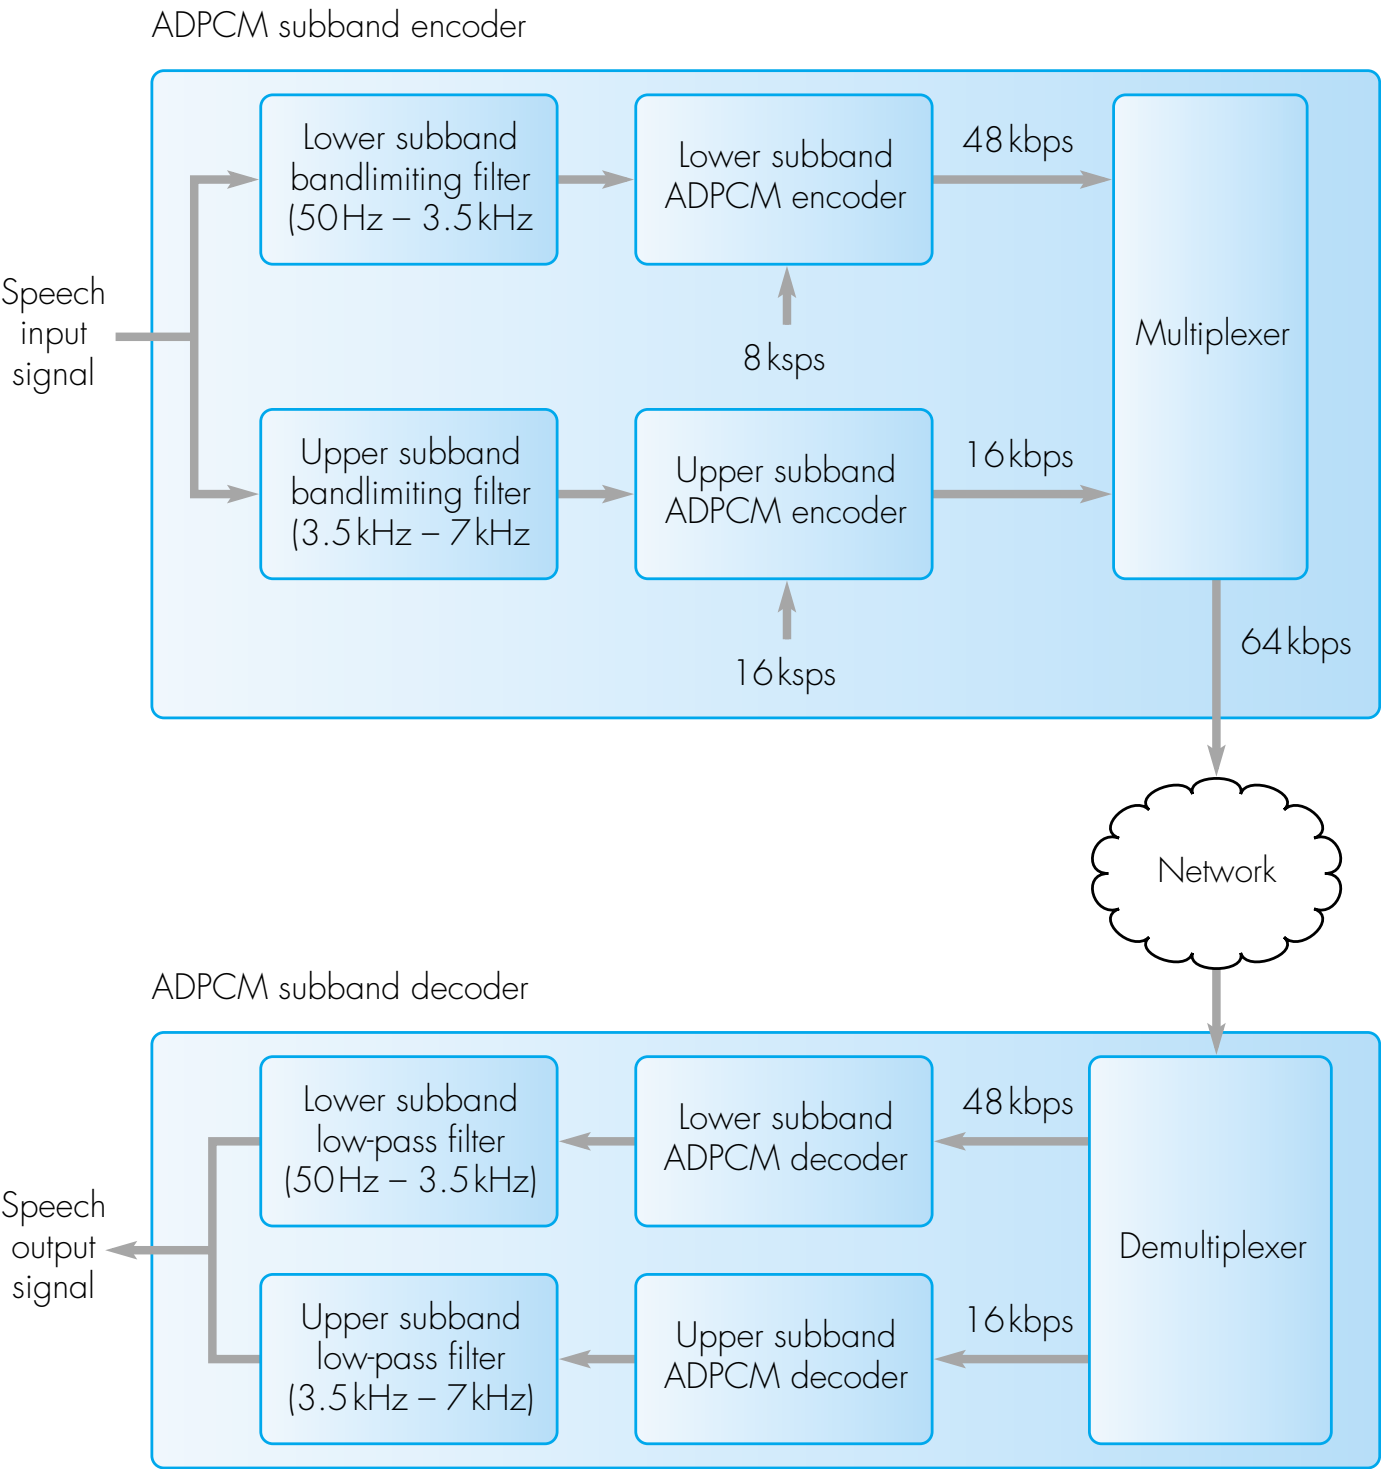 ADPCM subband encoder
Lower subband
bandlimiting filter
(50 Hz – 3.5 kHz
Lower subband
ADPCM encoder
48 kbps
8 ksps
Speech
input
signal
Multiplexer
Upper subband
bandlimiting filter
(3.5 kHz – 7 kHz
Upper subband
ADPCM encoder
16 kbps
16 ksps
64 kbps
Network
ADPCM subband decoder
Lower subband
low-pass filter
(50 Hz – 3.5 kHz)
Lower subband
ADPCM decoder
48 kbps
Speech
output
signal
Demultiplexer
Upper subband
low-pass filter
(3.5 kHz – 7 kHz)
Upper subband
ADPCM decoder
16 kbps